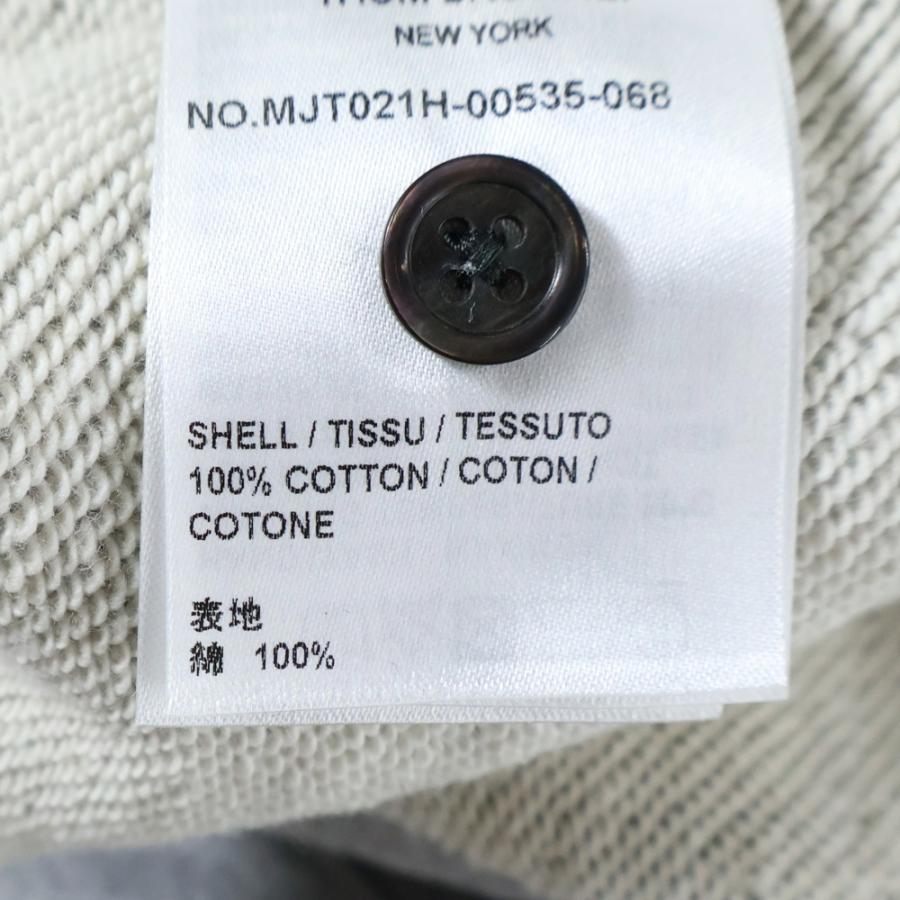 NEW YORK
NO.MJT021H-00535-068
SHELL / TISSU / TESSUTO
100% COTTON / COTON /
COTONE
表地
綿 100%